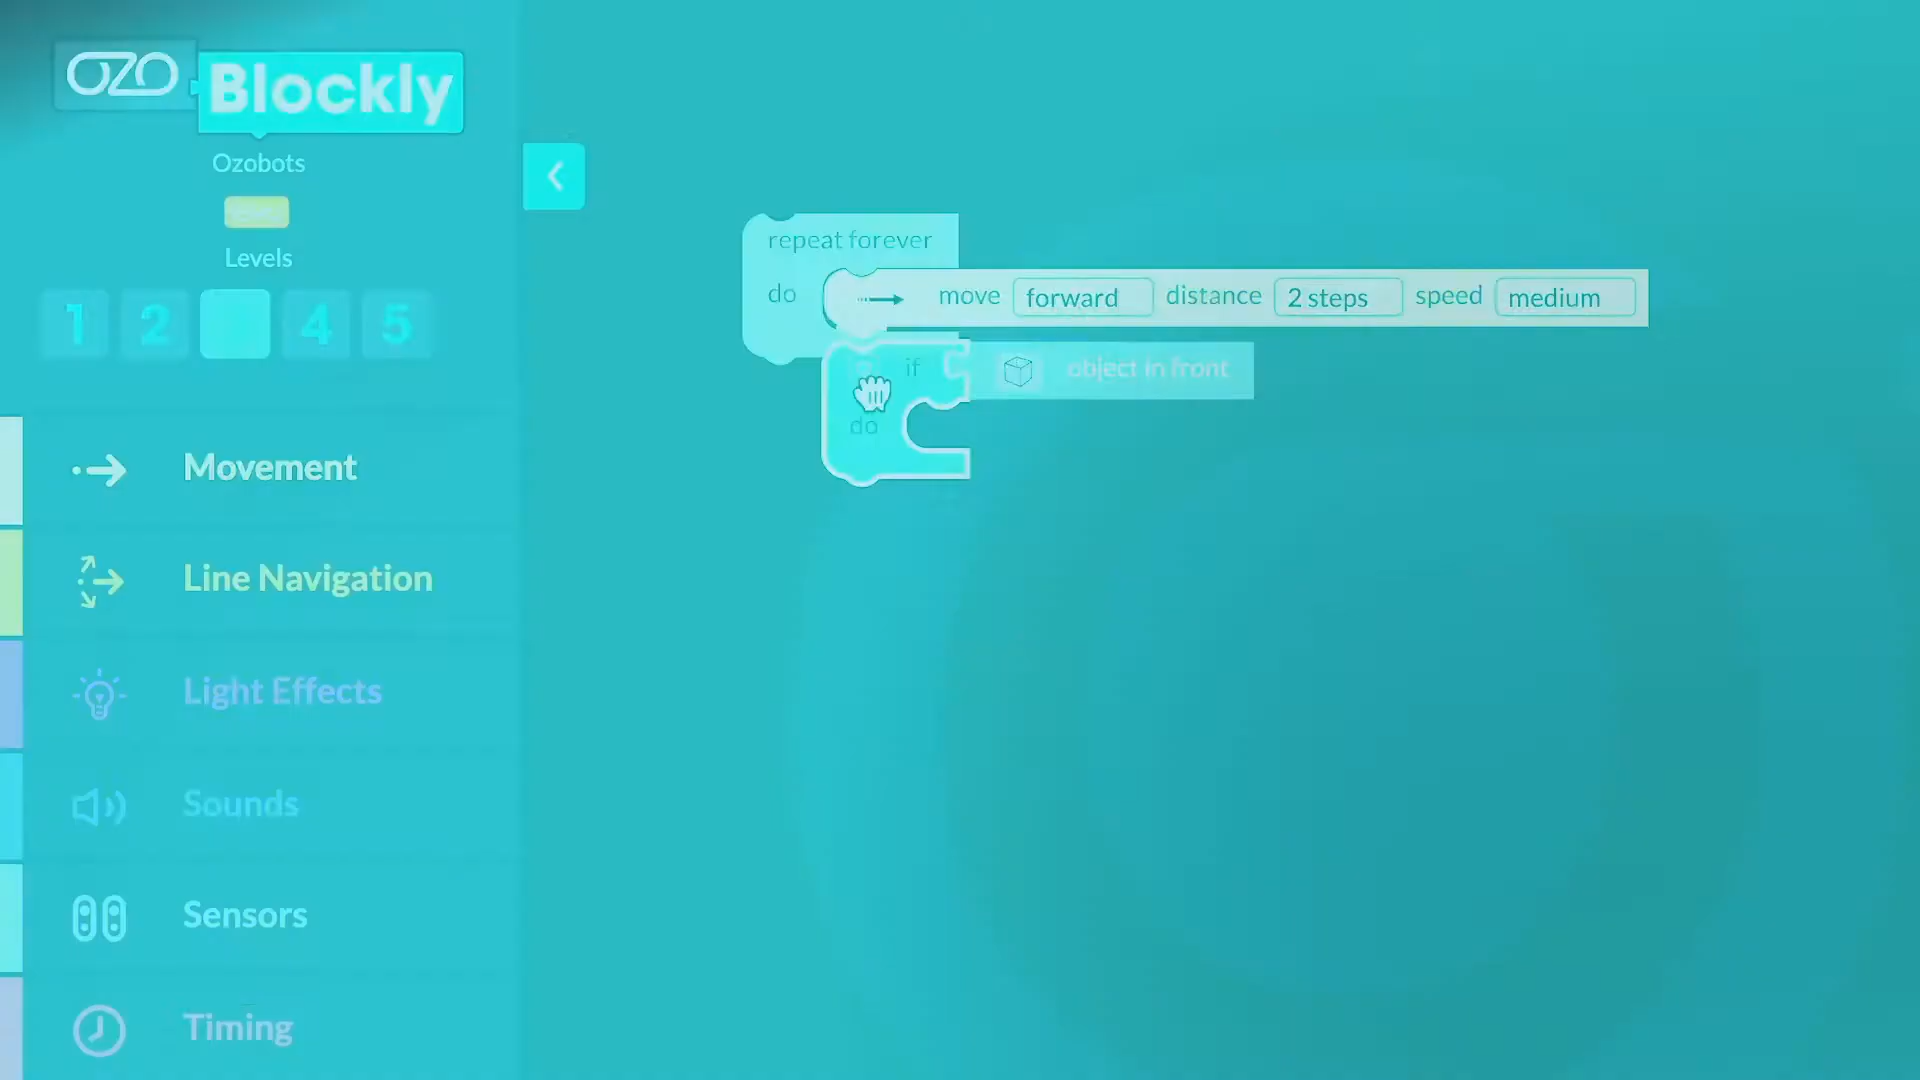 OZO Blockly
Ozobots
Levels
1 2 3 4 5
Movement
Line Navigation
Light Effects
Sounds
Sensors
Timing
repeat forever
do move forward distance 2 steps speed medium
if object in front
do